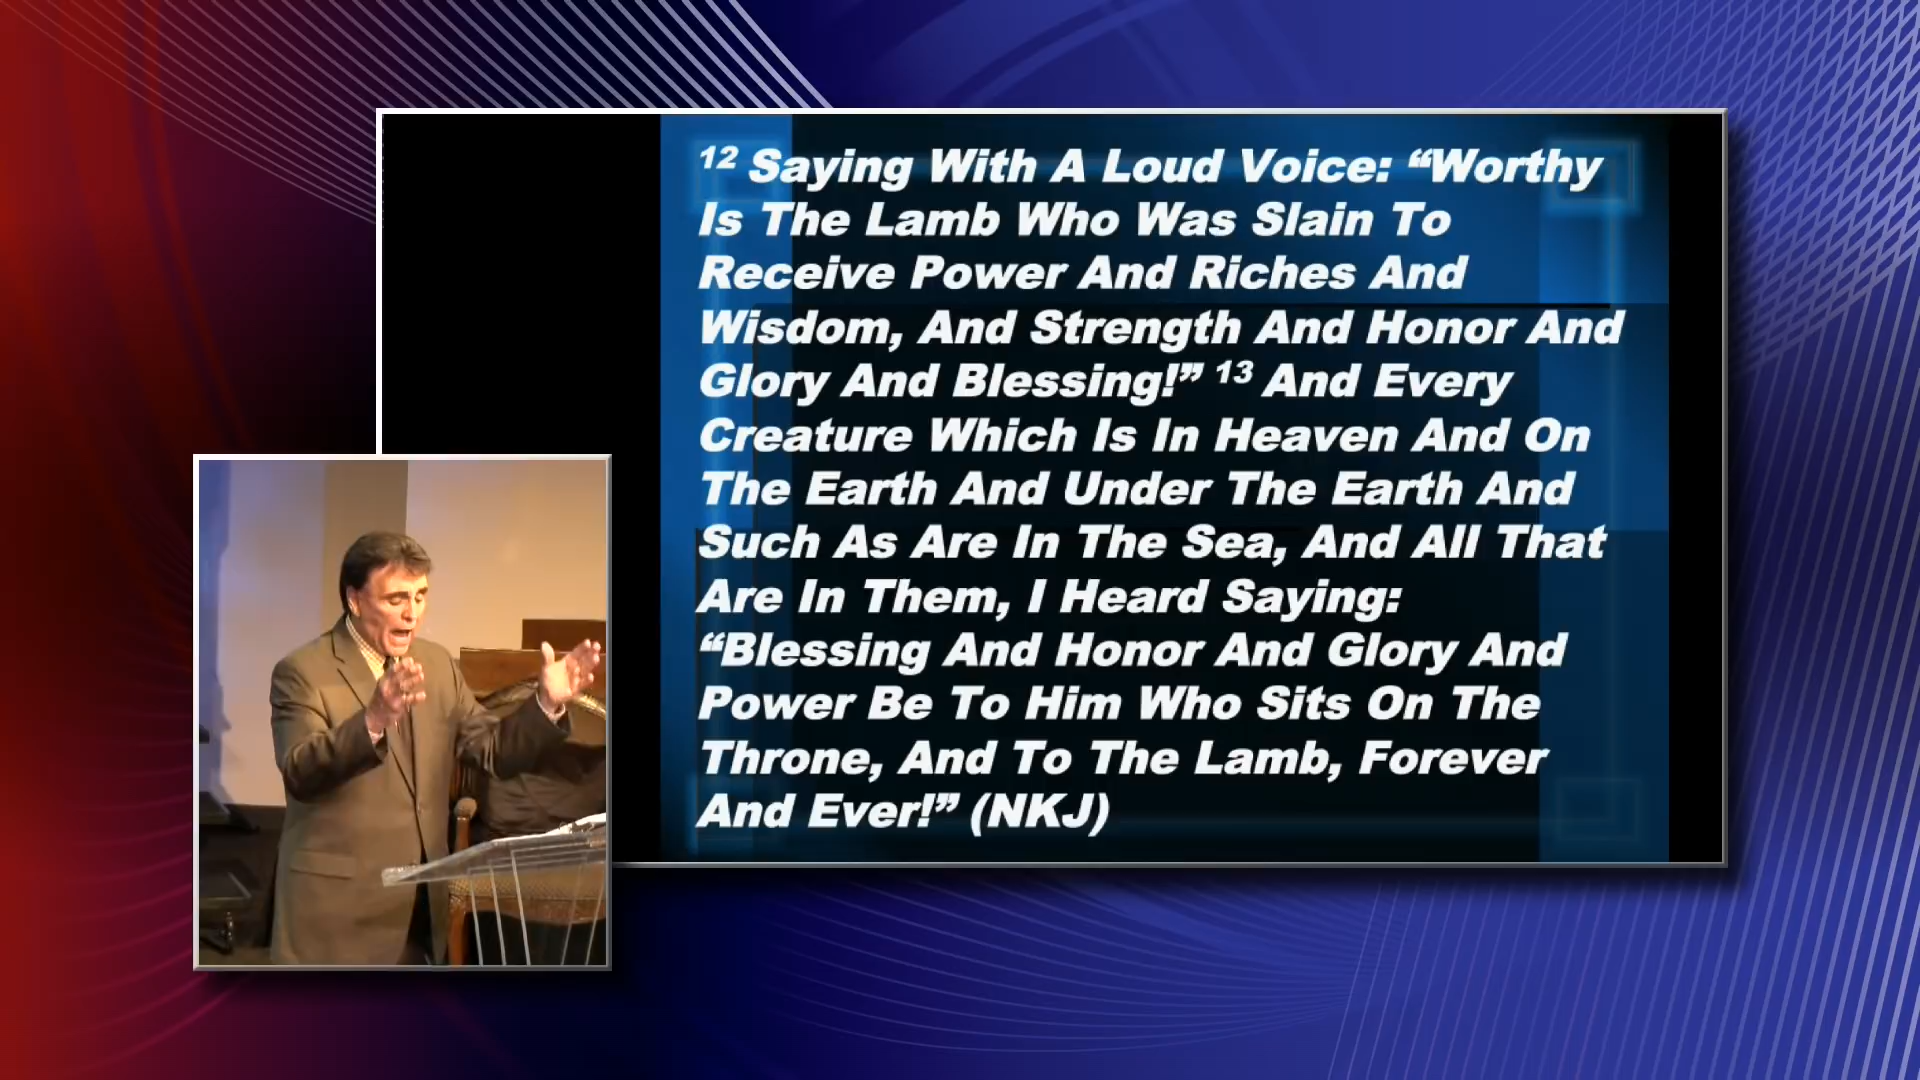 12 Saying With A Loud Voice: “Worthy
Is The Lamb Who Was Slain To
Receive Power And Riches And
Wisdom, And Strength And Honor And
Glory And Blessing!” 13 And Every
Creature Which Is In Heaven And On
The Earth And Under The Earth And
Such As Are In The Sea, And All That
Are In Them, I Heard Saying:
“Blessing And Honor And Glory And
Power Be To Him Who Sits On The
Throne, And To The Lamb, Forever
And Ever!” (NKJ)